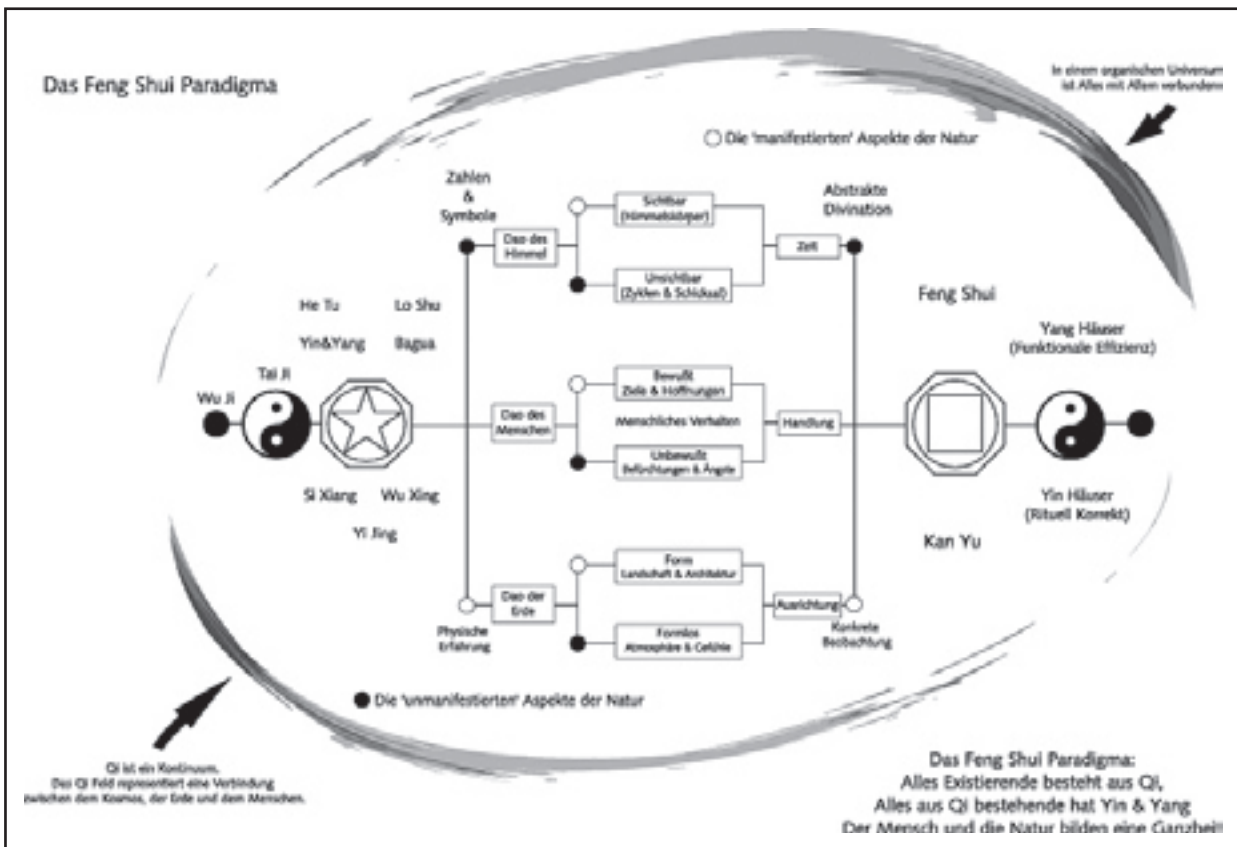 Das Feng Shui Paradigma
In einem organischen Universum
ist Alles mit Allem verbunden
Die 'manifestierten' Aspekte der Natur
Zahlen
&
Symbole
Sichtbar
(Himmelskörper)
Abstrakte
Divination
Dao des
Himmel
Zeit
Unsichtbar
(Zyklen & Schicksal)
He Tu
Lo Shu
Yin&Yang
Bagua
Feng Shui
Yang Häuser
(Funktionale Effizienz)
Wu Ji
Tai Ji
Bewußt
Ziele & Hoffnungen
Dao des
Menschen
Menschliches Verhalten
Handlung
Unbewußt
Befürchtungen & Ängste
Si Xiang
Wu Xing
Yi Jing
Yin Häuser
(Rituell Korrekt)
Kan Yu
Form
Landschaft & Architektur
Dao der
Erde
Ausrichtung
Physische
Erfahrung
Formlos
Atmosphäre & Gefühle
Konkrete
Beobachtung
Die 'unmanifestierten' Aspekte der Natur
Qi ist ein Kontinuum.
Das Qi Feld representiert eine Verbindung
zwischen dem Kosmos, der Erde und dem Menschen.
Das Feng Shui Paradigma:
Alles Existierende besteht aus Qi,
Alles aus Qi bestehende hat Yin & Yang
Der Mensch und die Natur bilden eine Ganzheit